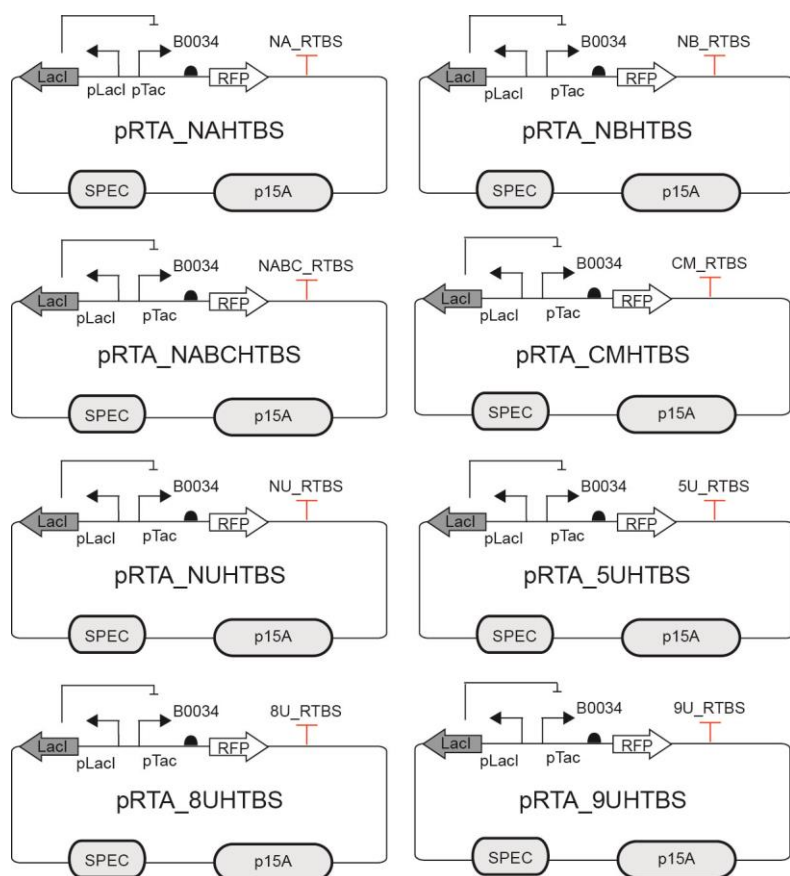 B0034 NA_RTBS
LacI pLacI pTac RFP
pRTA_NAHTBS
SPEC p15A
B0034 NB_RTBS
LacI pLacI pTac RFP
pRTA_NBHTBS
SPEC p15A
B0034 NABC_RTBS
LacI pLacI pTac RFP
pRTA_NABCHTBS
SPEC p15A
B0034 CM_RTBS
LacI pLacI pTac RFP
pRTA_CMHTBS
SPEC p15A
B0034 NU_RTBS
LacI pLacI pTac RFP
pRTA_NUHTBS
SPEC p15A
B0034 5U_RTBS
LacI pLacI pTac RFP
pRTA_5UHTBS
SPEC p15A
B0034 8U_RTBS
LacI pLacI pTac RFP
pRTA_8UHTBS
SPEC p15A
B0034 9U_RTBS
LacI pLacI pTac RFP
pRTA_9UHTBS
SPEC p15A